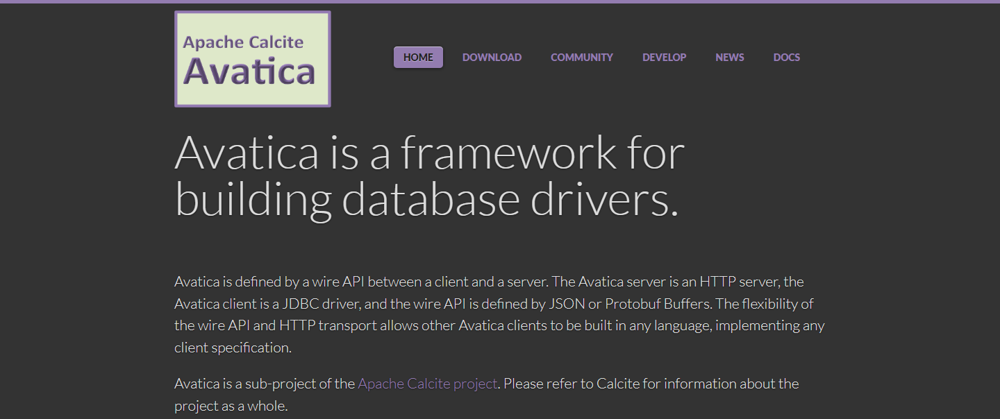 Apache Calcite
Avatica
HOME DOWNLOAD COMMUNITY DEVELOP NEWS DOCS
Avatica is a framework for
building database drivers.
Avatica is defined by a wire API between a client and a server. The Avatica server is an HTTP server, the
Avatica client is a JDBC driver, and the wire API is defined by JSON or Protobuf Buffers. The flexibility of
the wire API and HTTP transport allows other Avatica clients to be built in any language, implementing any
client specification.
Avatica is a sub-project of the Apache Calcite project. Please refer to Calcite for information about the
project as a whole.